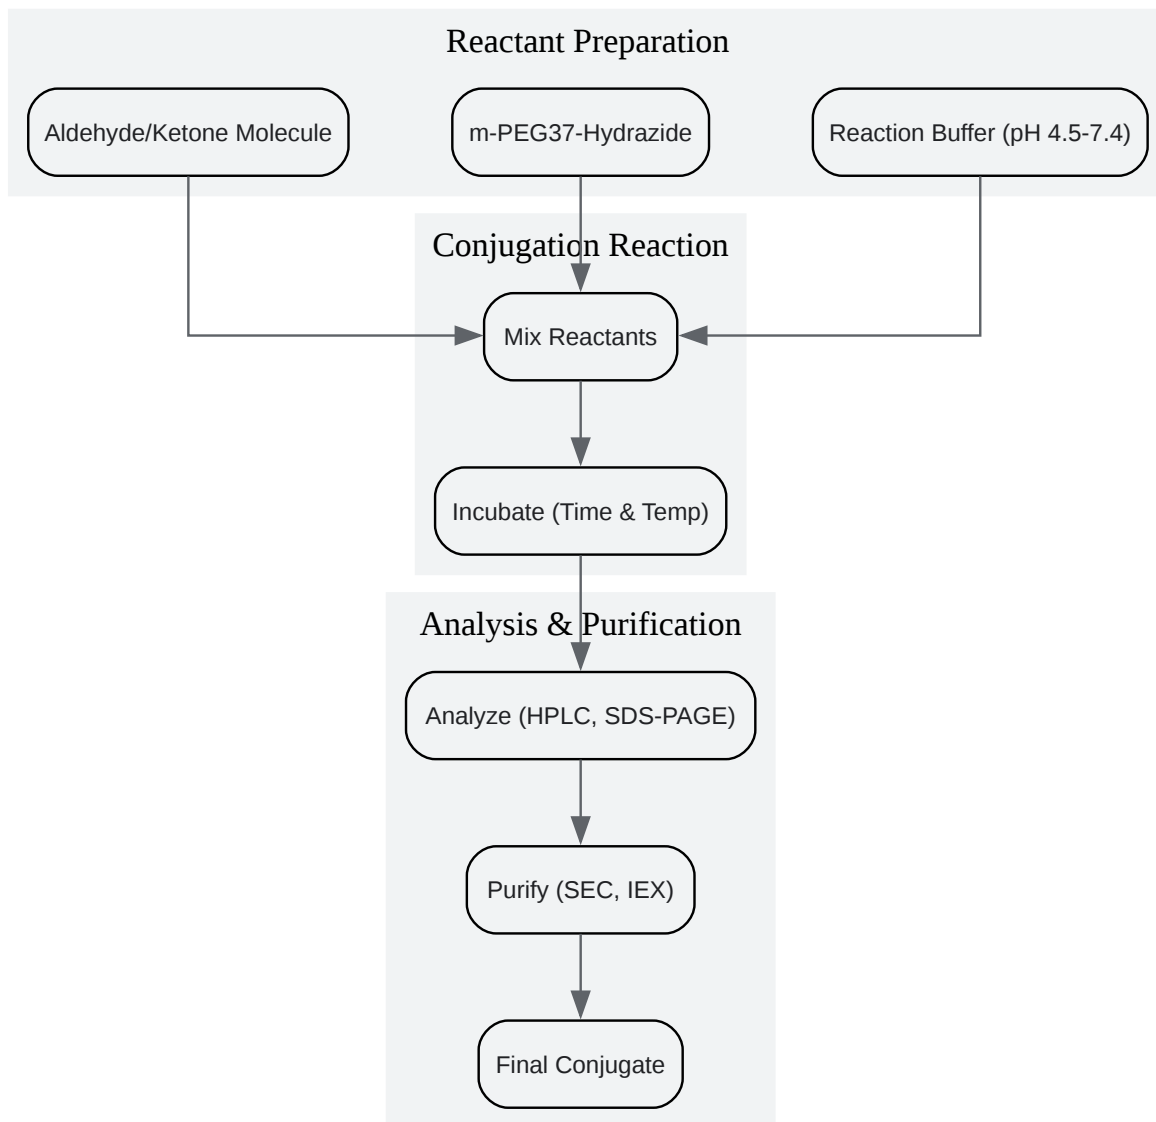 Reactant Preparation
Aldehyde/Ketone Molecule
m-PEG37-Hydrazide
Reaction Buffer (pH 4.5-7.4)
Conjugation Reaction
Mix Reactants
Incubate (Time & Temp)
Analysis & Purification
Analyze (HPLC, SDS-PAGE)
Purify (SEC, IEX)
Final Conjugate